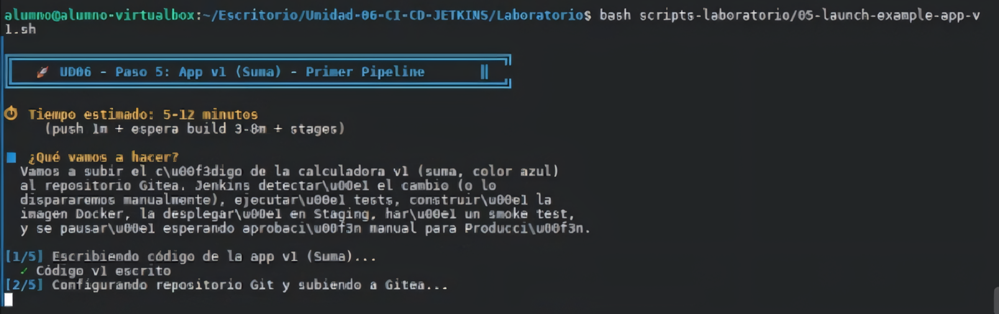 alumno@alumno-virtualbox:~/Escritorio/Unidad-06-CI-CD-JETKINS/Laboratorio$ bash scripts-laboratorio/05-launch-example-app-v
1.sh
🚀 UD06 - Paso 5: App v1 (Suma) - Primer Pipeline
Tiempo estimado: 5-12 minutos
(push 1m + espera build 3-8m + stages)
¿Qué vamos a hacer?
Vamos a subir el c\u00f3digo de la calculadora v1 (suma, color azul)
al repositorio Gitea. Jenkins detectar\u00e1 el cambio (o lo
dispararemos manualmente), ejecutar\u00e1 tests, construir\u00e1 la
imagen Docker, la desplegar\u00e1 en Staging, har\u00e1 un smoke test,
y se pausar\u00e1 esperando aprobaci\u00f3n manual para Producci\u00f3n.
[1/5] Escribiendo código de la app v1 (Suma)...
✓ Código v1 escrito
[2/5] Configurando repositorio Git y subiendo a Gitea...